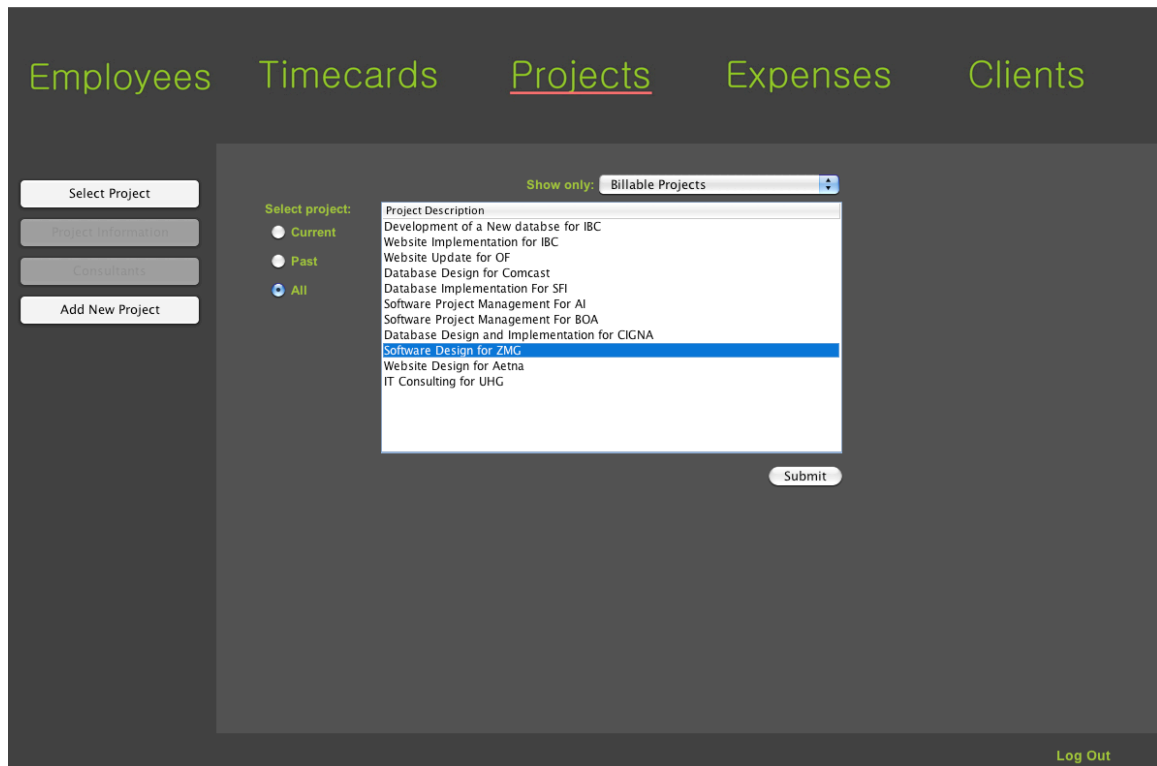 Employees Timecards Projects Expenses Clients
Select Project
Project Information
Consultants
Add New Project
Show only: Billable Projects
Select project:
Current
Past
All
Project Description
Development of a New databse for IBC
Website Implementation for IBC
Website Update for OF
Database Design for Comcast
Database Implementation For SFI
Software Project Management For AI
Software Project Management For BOA
Database Design and Implementation for CIGNA
Software Design for ZMG
Website Design for Aetna
IT Consulting for UHG
Submit
Log Out